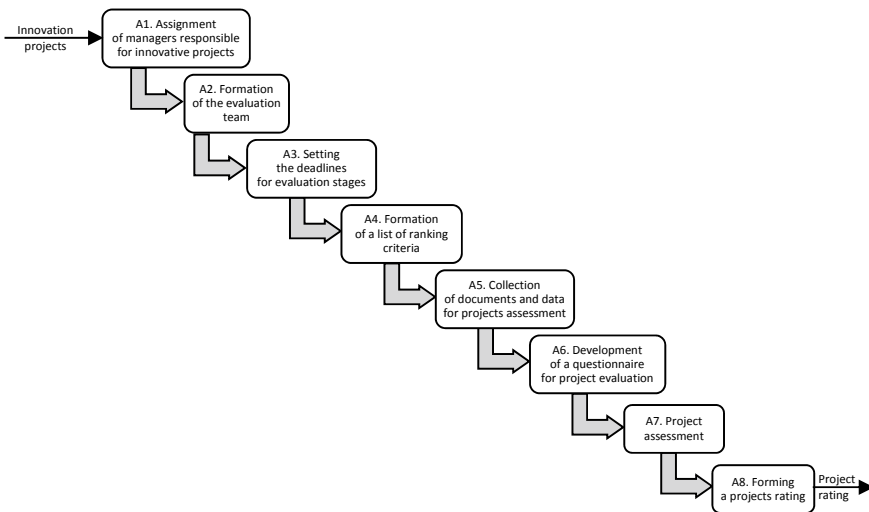 Innovation
projects
A1. Assignment
of managers responsible
for innovative projects
A2. Formation
of the evaluation
team
A3. Setting
the deadlines
for evaluation stages
A4. Formation
of a list of ranking
criteria
A5. Collection
of documents and data
for projects assessment
A6. Development
of a questionnaire
for project evaluation
A7. Project
assessment
A8. Forming
a projects rating
Project
rating